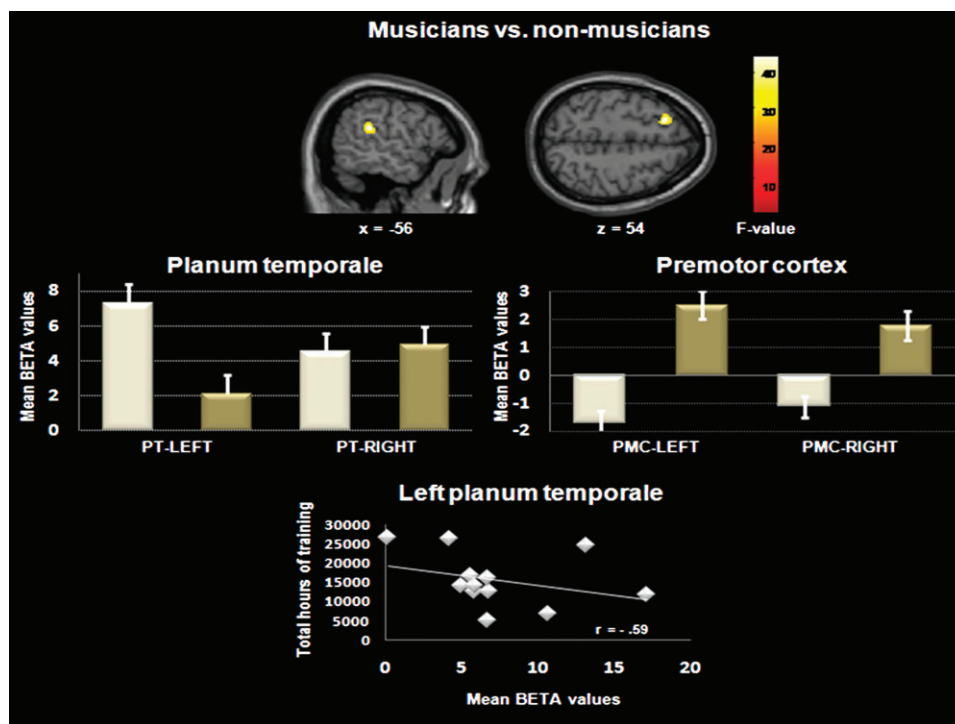 Musicians vs. non-musicians
40
30
20
10
x = -56
z = 54
F-value
Planum temporale
Mean BETA values
8
6
4
2
0
PT-LEFT
PT-RIGHT
Premotor cortex
Mean BETA values
3
2
1
0
-1
-2
PMC-LEFT
PMC-RIGHT
Left planum temporale
Total hours of training
30000
25000
20000
15000
10000
5000
0
r = - .59
0 5 10 15 20
Mean BETA values